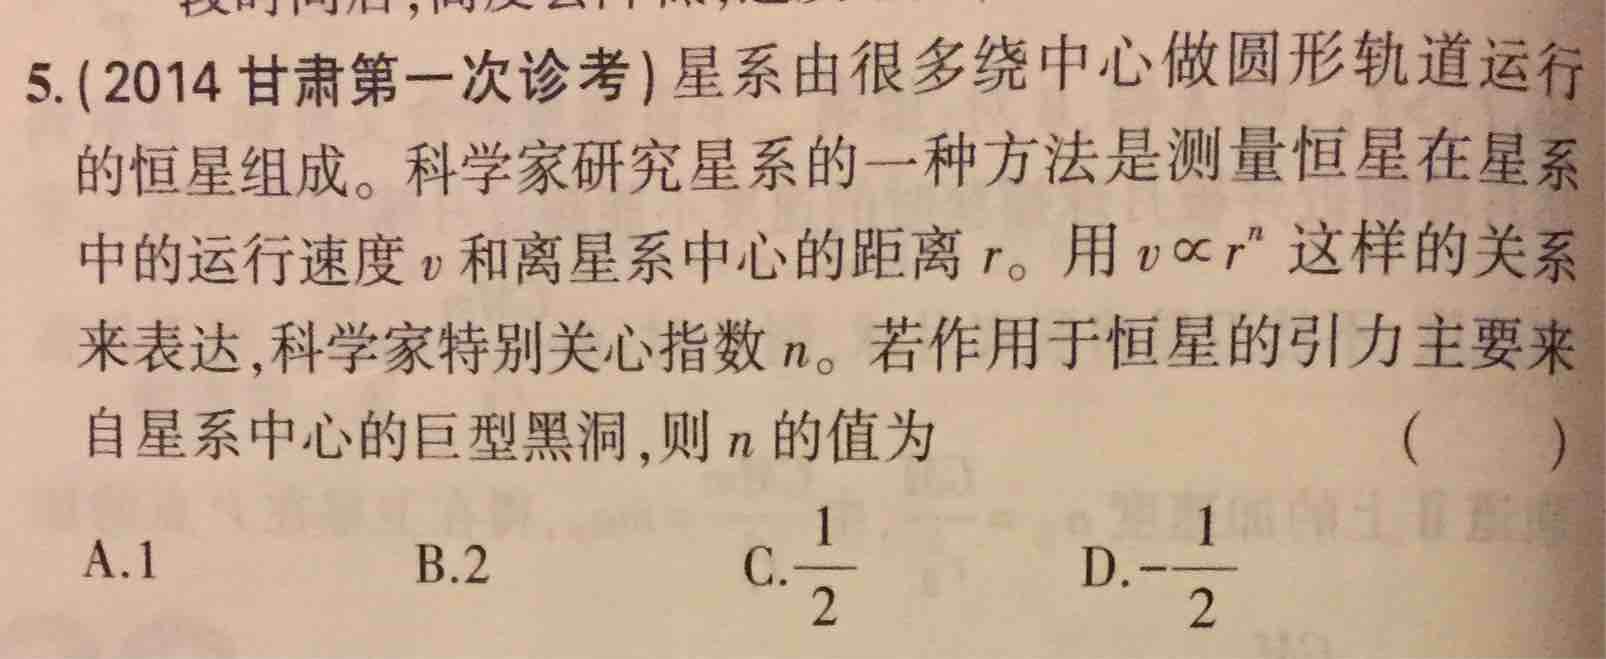 5.(2014甘肃第一次诊考)星系由很多绕中心做圆形轨道运行
的恒星组成。科学家研究星系的一种方法是测量恒星在星系
中的运行速度 v 和离星系中心的距离 r。用 v∝rⁿ 这样的关系
来表达,科学家特别关心指数 n。若作用于恒星的引力主要来
自星系中心的巨型黑洞,则 n 的值为 (  )
A.1 B.2 C.1/2 D.-1/2